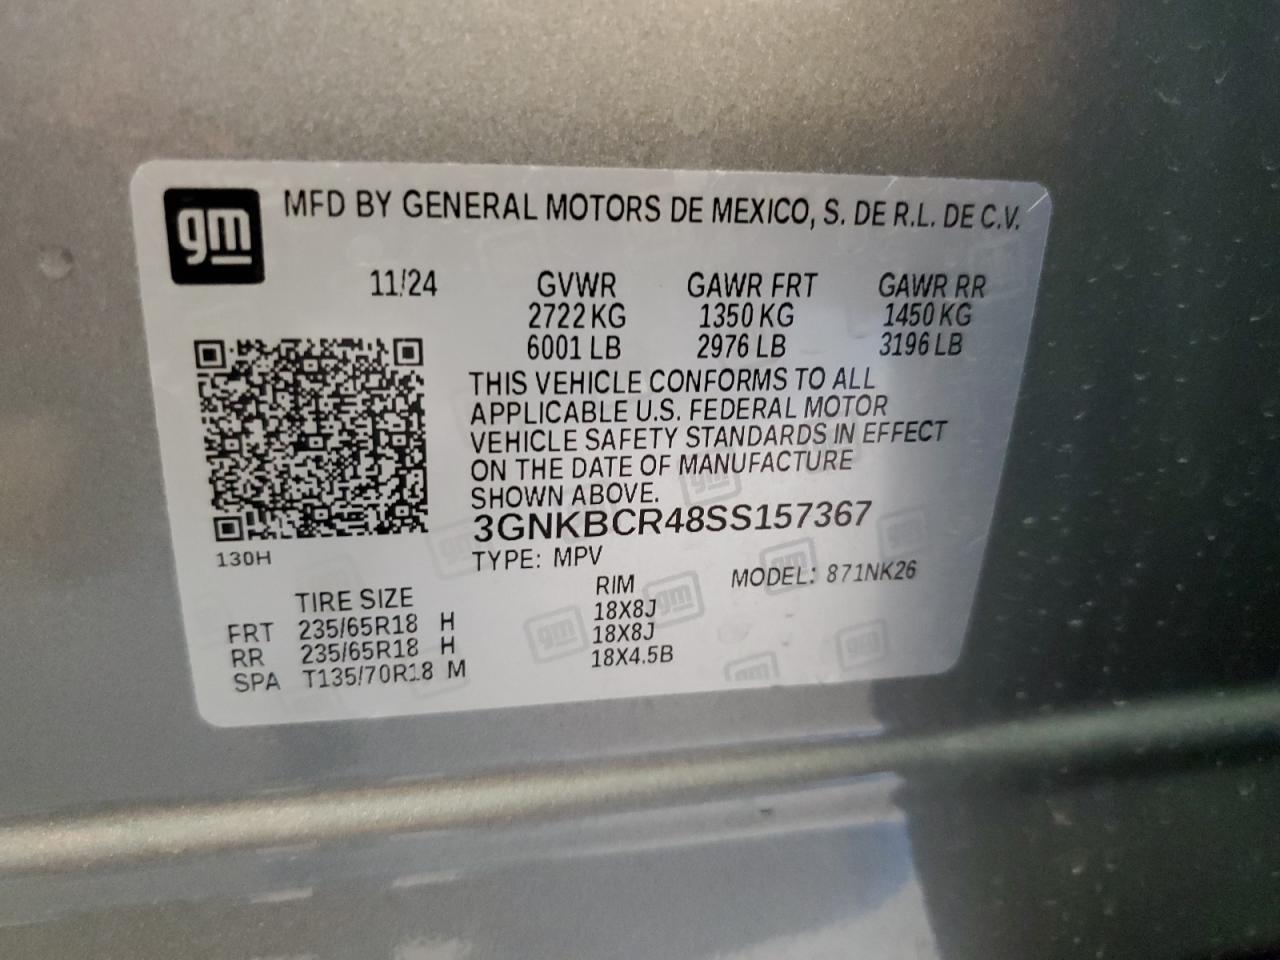 gm MFD BY GENERAL MOTORS DE MEXICO, S. DE R.L. DE C.V.
11/24 GVWR GAWR FRT GAWR RR
2722 KG 1350 KG 1450 KG
6001 LB 2976 LB 3196 LB
THIS VEHICLE CONFORMS TO ALL
APPLICABLE U.S. FEDERAL MOTOR
VEHICLE SAFETY STANDARDS IN EFFECT
ON THE DATE OF MANUFACTURE
SHOWN ABOVE.
3GNKBCR48SS157367
130H
TYPE: MPV MODEL: 871NK26
TIRE SIZE RIM
FRT 235/65R18 H 18X8J
RR 235/65R18 H 18X8J
SPA T135/70R18 M 18X4.5B